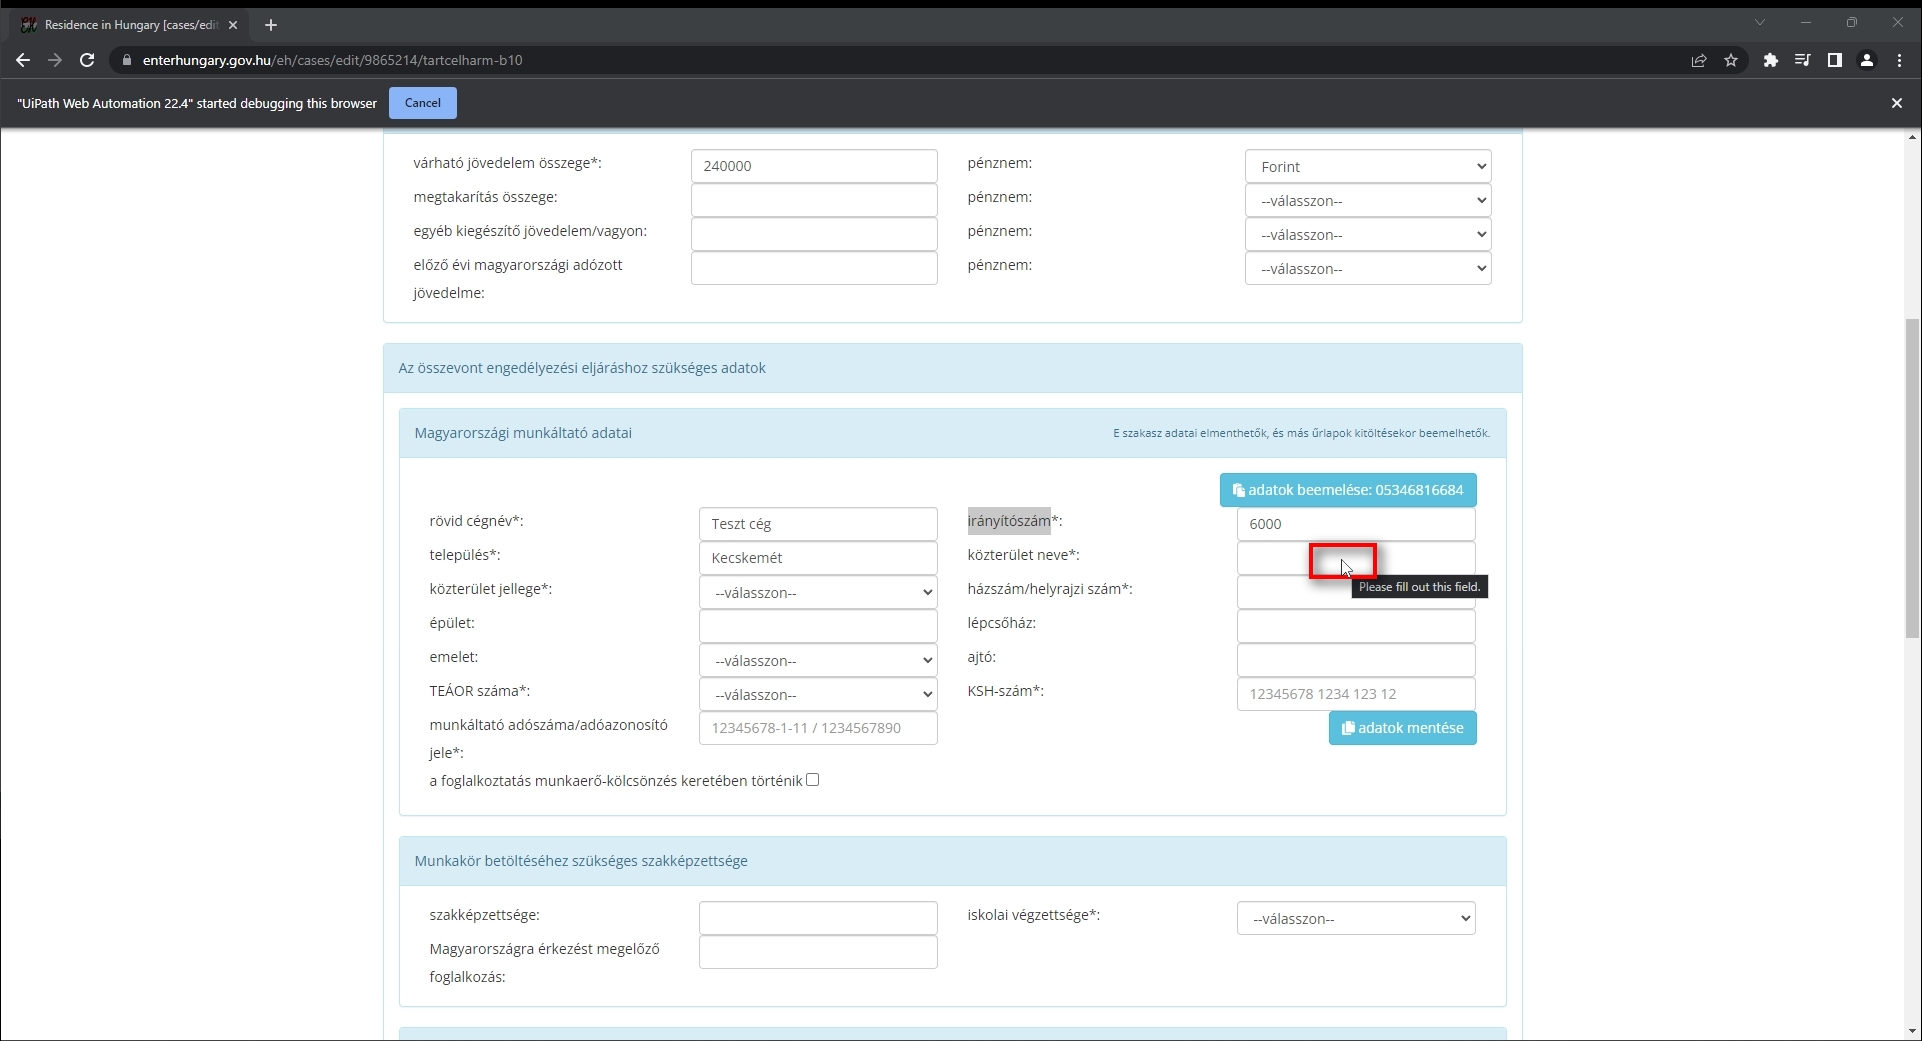 Residence in Hungary [cases/edit
enterhungary.gov.hu/eh/cases/edit/9865214/tartcelharm-b10
"UiPath Web Automation 22.4" started debugging this browser Cancel
várható jövedelem összege*: 240000 pénznem: Forint
megtakarítás összege: pénznem: --válasszon--
egyéb kiegészítő jövedelem/vagyon: pénznem: --válasszon--
előző évi magyarországi adózott pénznem: --válasszon--
jövedelme:
Az összevont engedélyezési eljáráshoz szükséges adatok
Magyarországi munkáltató adatai E szakasz adatai elmenthetők, és más űrlapok kitöltésekor beemelhetők.
adatok beemelése: 05346816684
rövid cégnév*: Teszt cég irányítószám*: 6000
település*: Kecskemét közterület neve*:
Please fill out this field.
közterület jellege*: --válasszon-- házszám/helyrajzi szám*:
épület: lépcsőház:
emelet: --válasszon-- ajtó:
TEÁOR száma*: --válasszon-- KSH-szám*: 12345678 1234 123 12
munkáltató adószáma/adóazonosító 12345678-1-11 / 1234567890 adatok mentése
jele*:
a foglalkoztatás munkaerő-kölcsönzés keretében történik
Munkakör betöltéséhez szükséges szakképzettsége
szakképzettsége: iskolai végzettsége*: --válasszon--
Magyarországra érkezést megelőző
foglalkozás: